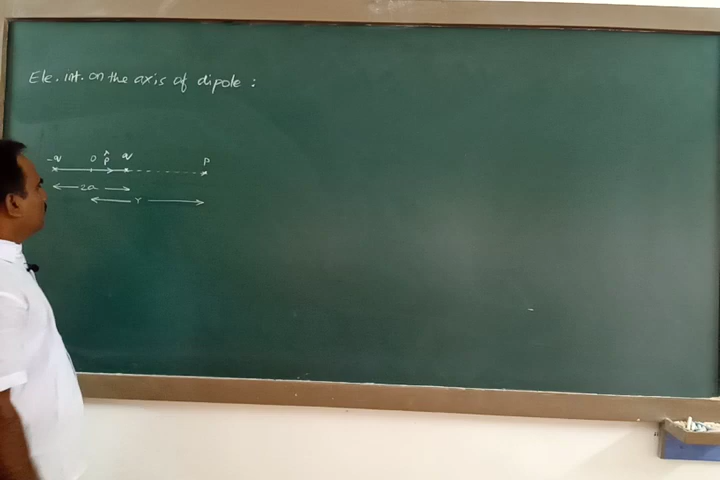 Ele. int. on the axis of dipole :
-q O p̂ q P
2a
r